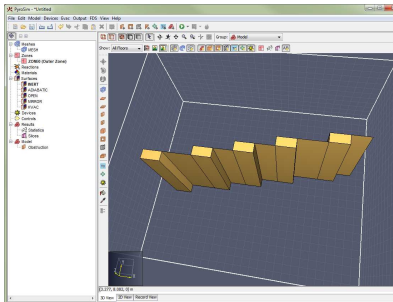 PyroSim - *Untitled
File Edit Model Devices Evac Output FDS View Help
Group: Model
Show: All Floors
Meshes
MESH
Zones
ZONE0 (Outer Zone)
Reactions
Materials
Surfaces
INERT
ADIABATIC
OPEN
MIRROR
HVAC
Devices
Controls
Results
Statistics
Slices
Model
Obstruction
3D View 2D View Record View